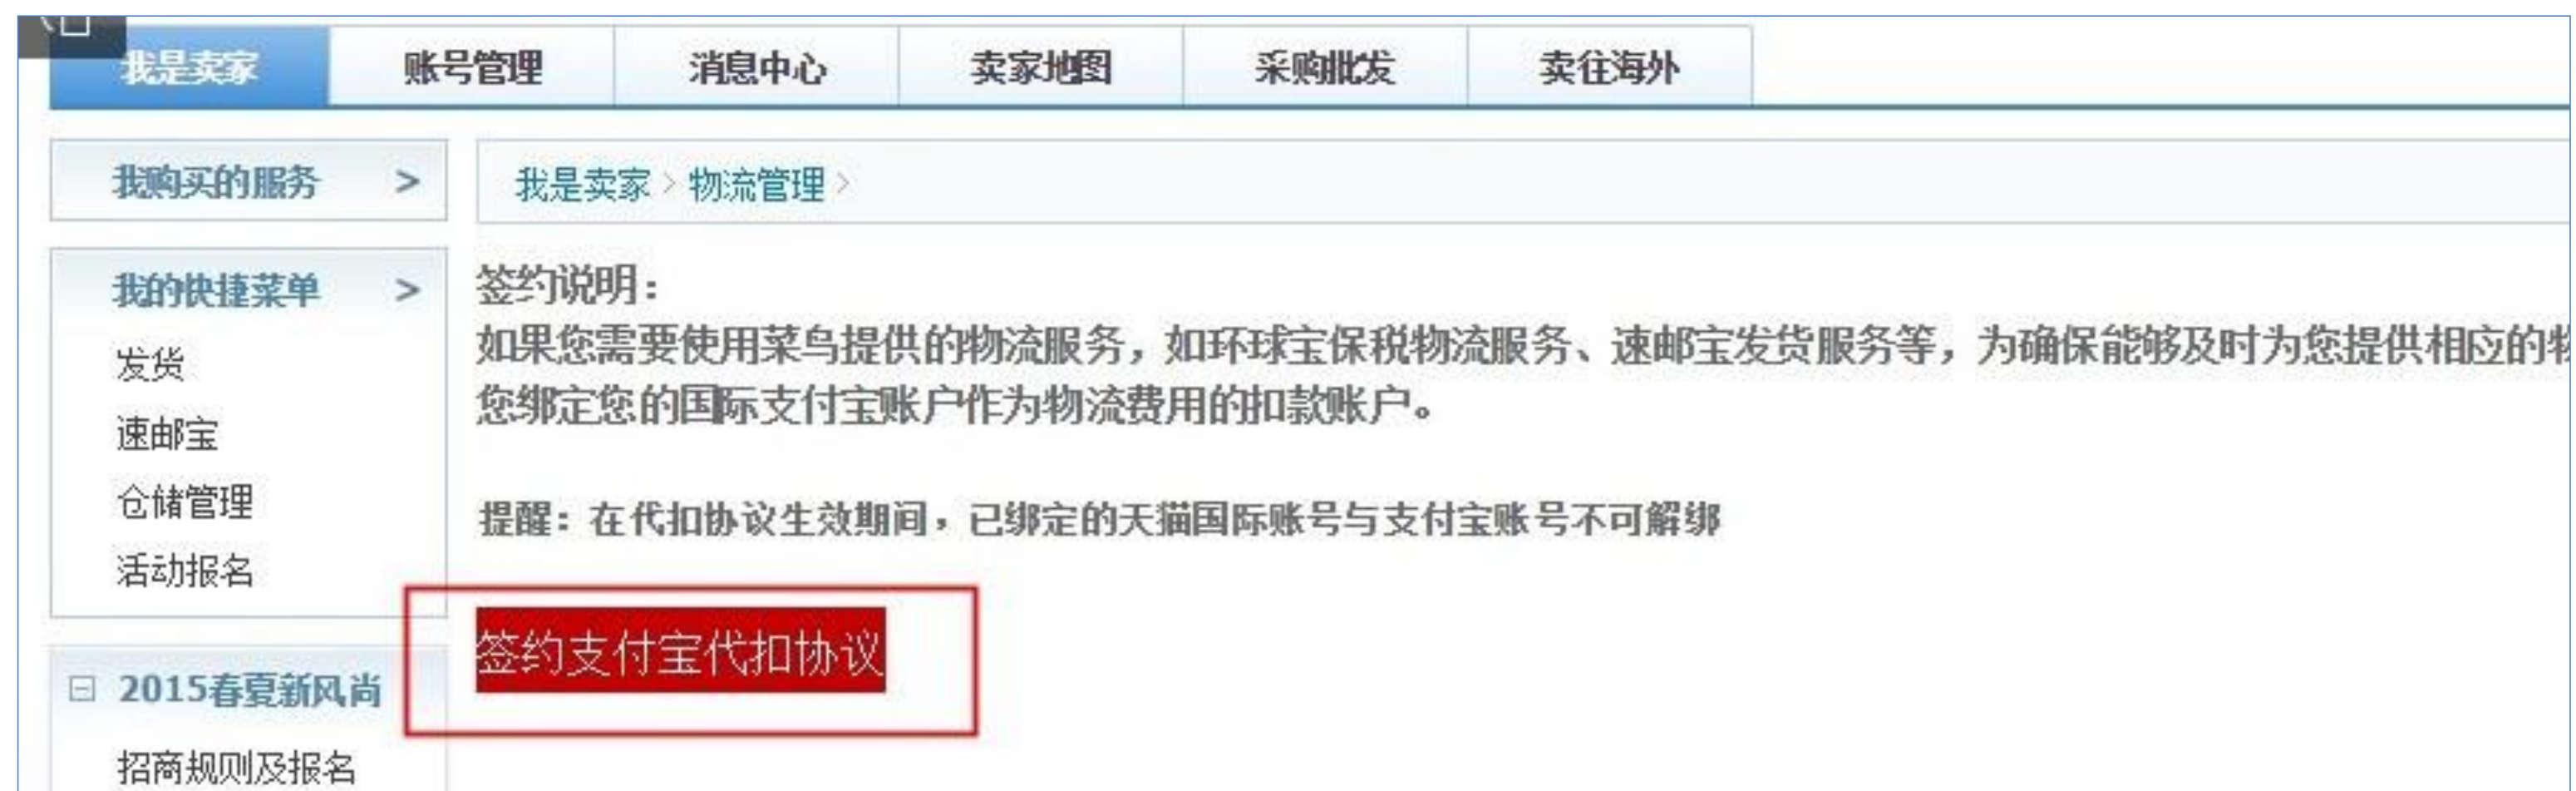 我是卖家 账号管理 消息中心 卖家地图 采购批发 卖往海外
我购买的服务 >
我是卖家 > 物流管理 >
我的快捷菜单 >
发货
速邮宝
仓储管理
活动报名
2015春夏新风尚
招商规则及报名
签约说明：
如果您需要使用菜鸟提供的物流服务，如环球宝保税物流服务、速邮宝发货服务等，为确保能够及时为您提供相应的
您绑定您的国际支付宝账户作为物流费用的扣款账户。
提醒：在代扣协议生效期间，已绑定的天猫国际账号与支付宝账号不可解绑
签约支付宝代扣协议